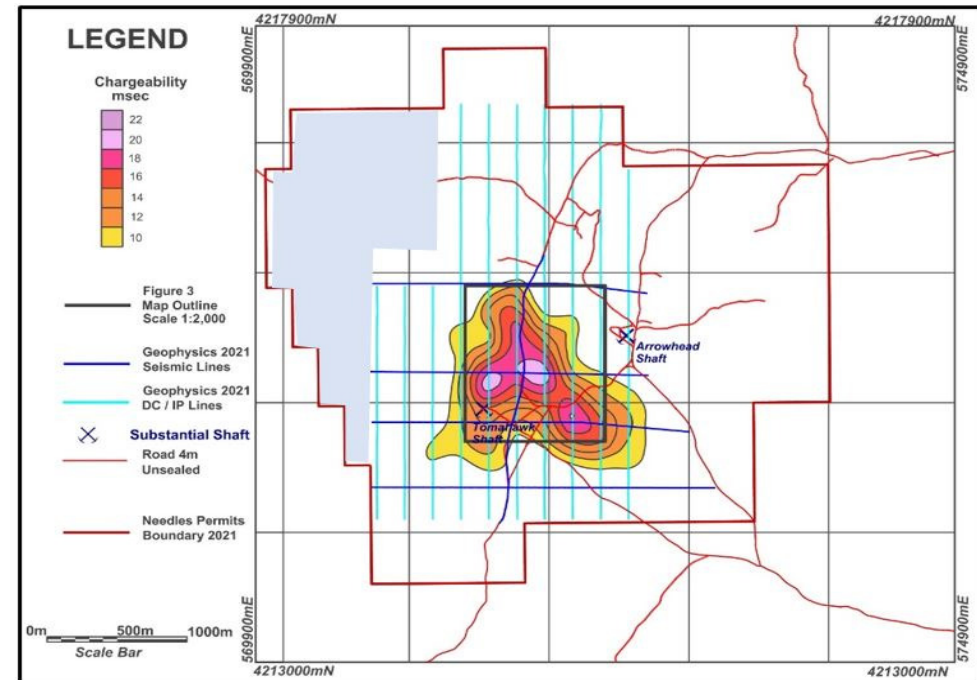 LEGEND
Chargeability
msec
22
20
18
16
14
12
10
Figure 3
Map Outline
Scale 1:2,000
Geophysics 2021
Seismic Lines
Geophysics 2021
DC / IP Lines
Substantial Shaft
Road 4m
Unsealed
Needles Permits
Boundary 2021
0m 500m 1000m
Scale Bar
4217900mN
4217900mN
569900mE
574900mE
Arrowhead
Shaft
Tomahawk
Shaft
569900mE
574900mE
4213000mN
4213000mN